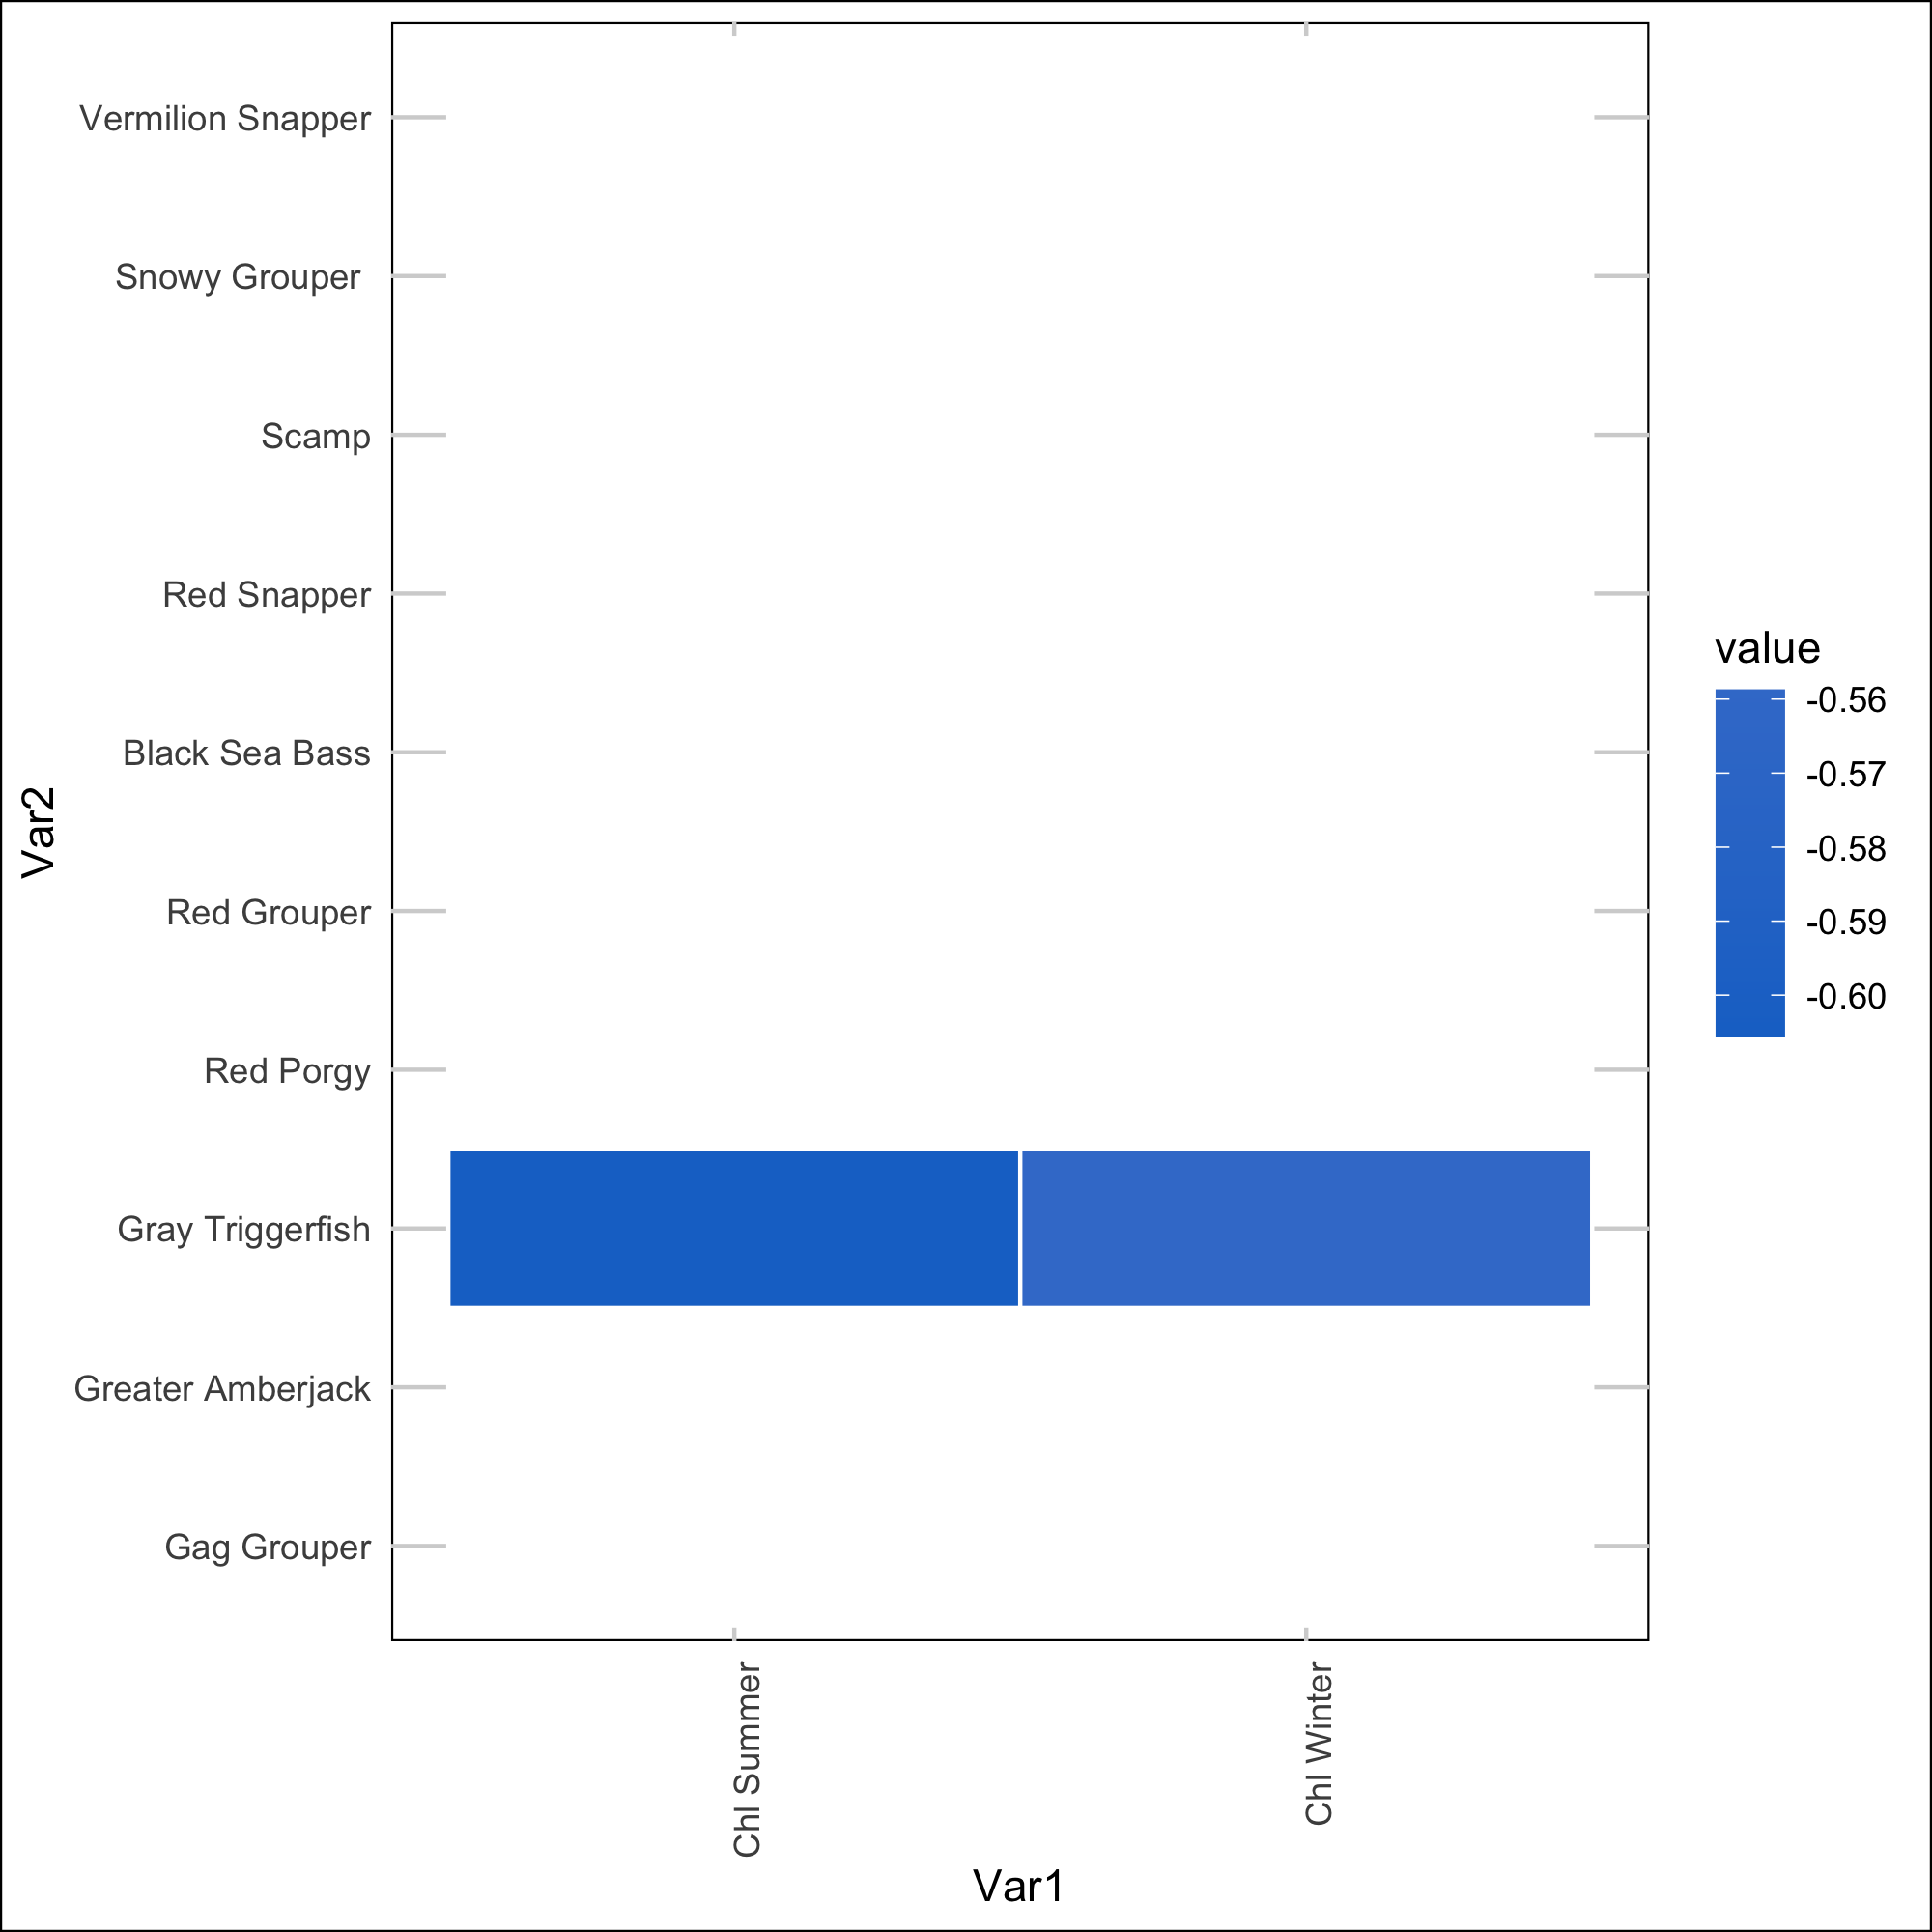 Vermilion Snapper
Snowy Grouper
Scamp
Red Snapper
Black Sea Bass
Red Grouper
Red Porgy
Gray Triggerfish
Greater Amberjack
Gag Grouper
Var2
Chl Summer
Chl Winter
Var1
value
-0.56
-0.57
-0.58
-0.59
-0.60